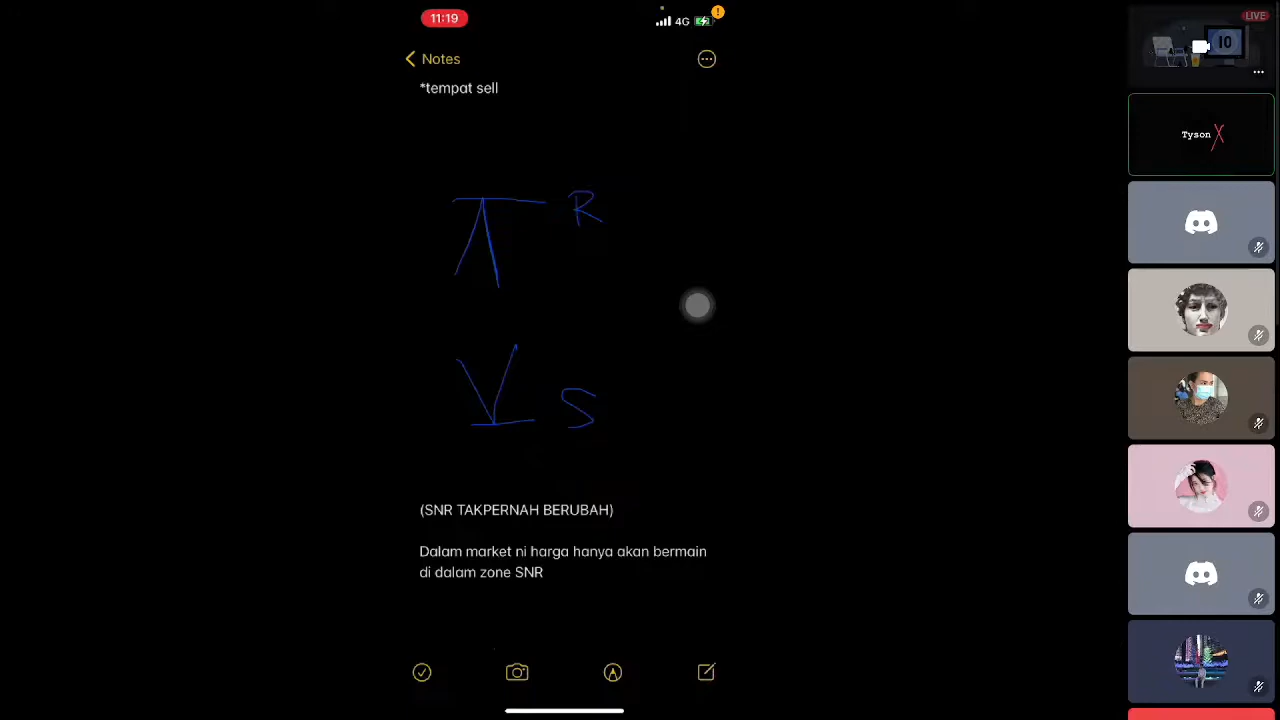 11:19
4G
LIVE
10
Notes
*tempat sell
Tyson X
R
S
(SNR TAKPERNAH BERUBAH)
Dalam market ni harga hanya akan bermain
di dalam zone SNR